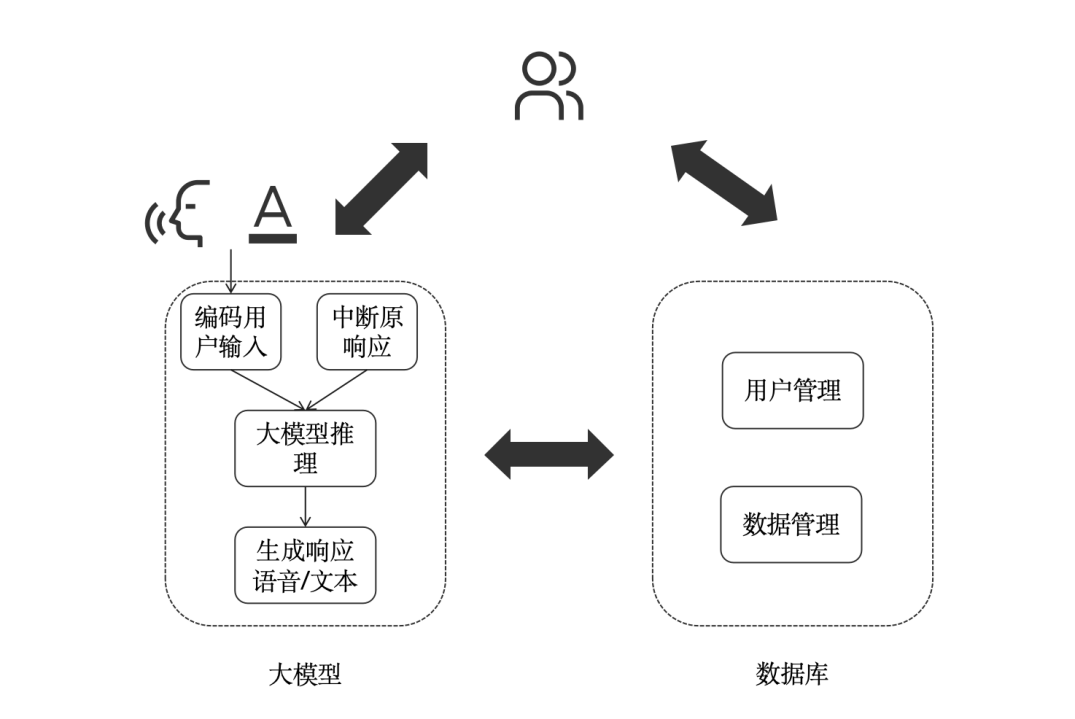 A
编码用
户输入
中断原
响应
大模型推
理
用户管理
生成响应
语音/文本
数据管理
大模型
数据库